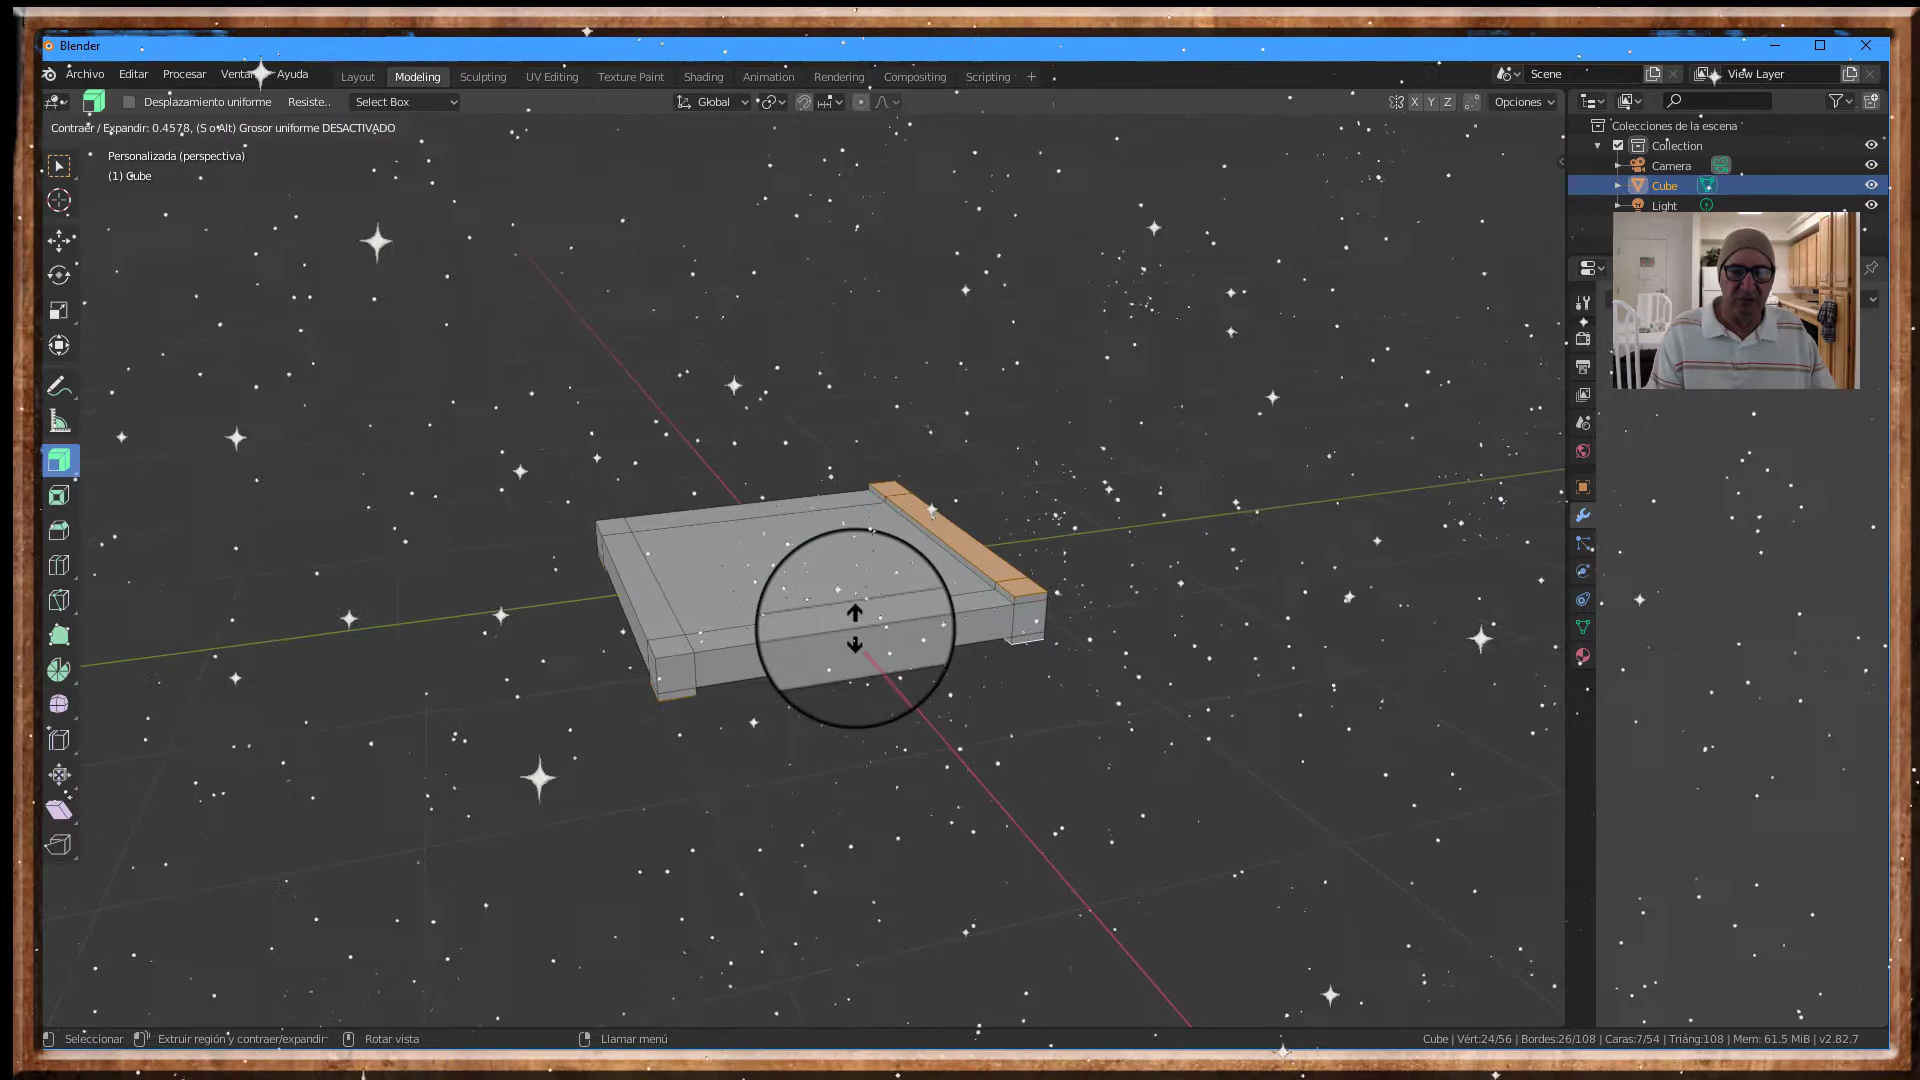 Blender
Archivo Editar Procesar Ayuda Layout Modeling Sculpting UV Editing Texture Paint Shading Animation Rendering Compositing Scripting + Scene View Layer
Desplazamiento uniforme Resiste.. Select Box Global X Y Z Opciones
Contraer / Expandir: 0.4578, (S o Alt) Grosor uniforme DESACTIVADO
Colecciones de la escena
Personalizada (perspectiva)
Collection
(1) Cube
Camera
Cube
Light
Seleccionar Extruir región y contraer/expandir Rotar vista Llamar menú Cube | Vért:24/56 | Bordes:26/108 | Caras:7/54 | Triáng:108 | Mem: 61.5 MiB | v2.82.7